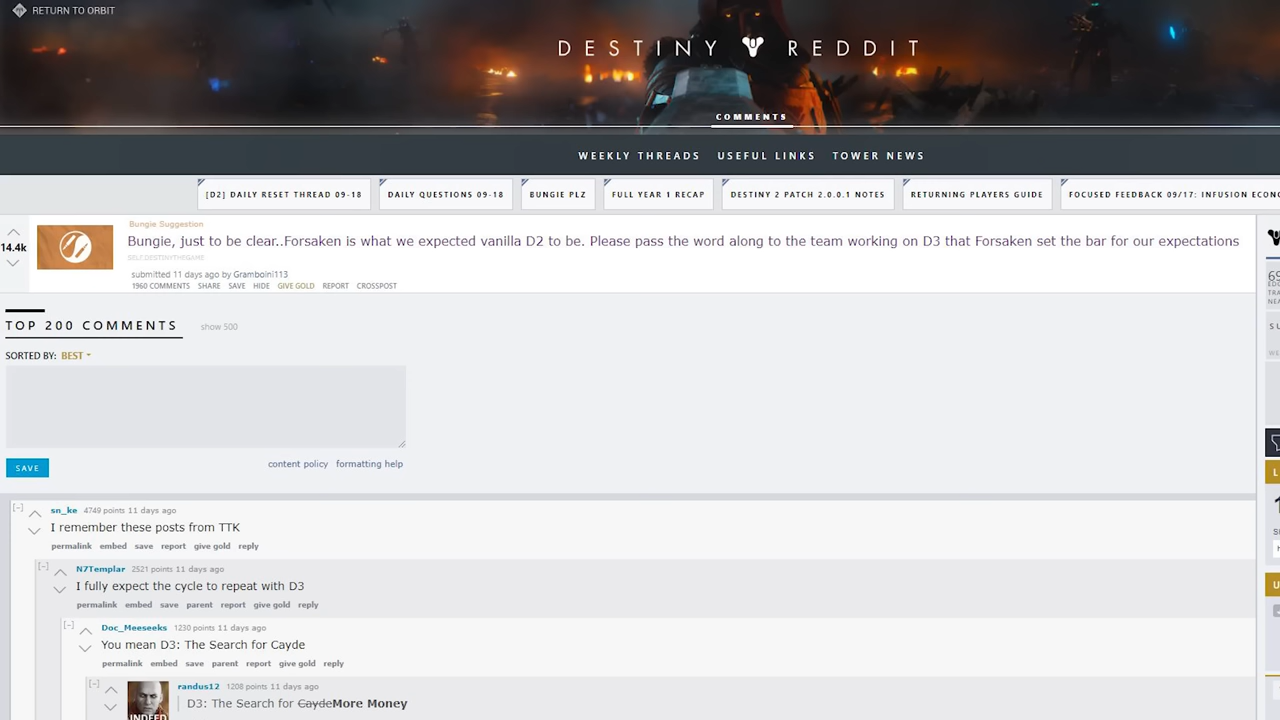 RETURN TO ORBIT
DESTINY REDDIT
COMMENTS
WEEKLY THREADS USEFUL LINKS TOWER NEWS
[D2] DAILY RESET THREAD 09-18 DAILY QUESTIONS 09-18 BUNGIE PLZ FULL YEAR 1 RECAP DESTINY 2 PATCH 2.0.0.1 NOTES RETURNING PLAYERS GUIDE FOCUSED FEEDBACK 09/17: INFUSION
Bungie Suggestion
14.4k
Bungie, just to be clear..Forsaken is what we expected vanilla D2 to be. Please pass the word along to the team working on D3 that Forsaken set the bar for our expectations
SELF.DESTINYTHEGAME
submitted 11 days ago by Gramboini113
1960 COMMENTS SHARE SAVE HIDE GIVE GOLD REPORT CROSSPOST
TOP 200 COMMENTS show 500
SORTED BY: BEST
content policy formatting help
SAVE
[-] sn_ke 4749 points 11 days ago
I remember these posts from TTK
permalink embed save report give gold reply
[-] N7Templar 2521 points 11 days ago
I fully expect the cycle to repeat with D3
permalink embed save parent report give gold reply
[-] Doc_Meeseeks 1230 points 11 days ago
You mean D3: The Search for Cayde
permalink embed save parent report give gold reply
[-] randus12 1208 points 11 days ago
D3: The Search for CaydeMore Money
INDEED